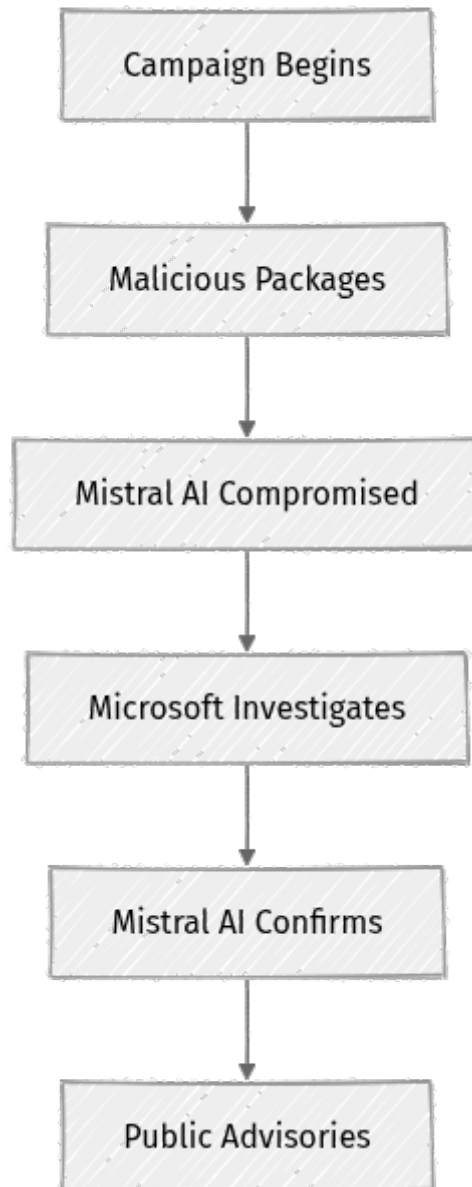 Campaign Begins
Malicious Packages
Mistral AI Compromised
Microsoft Investigates
Mistral AI Confirms
Public Advisories